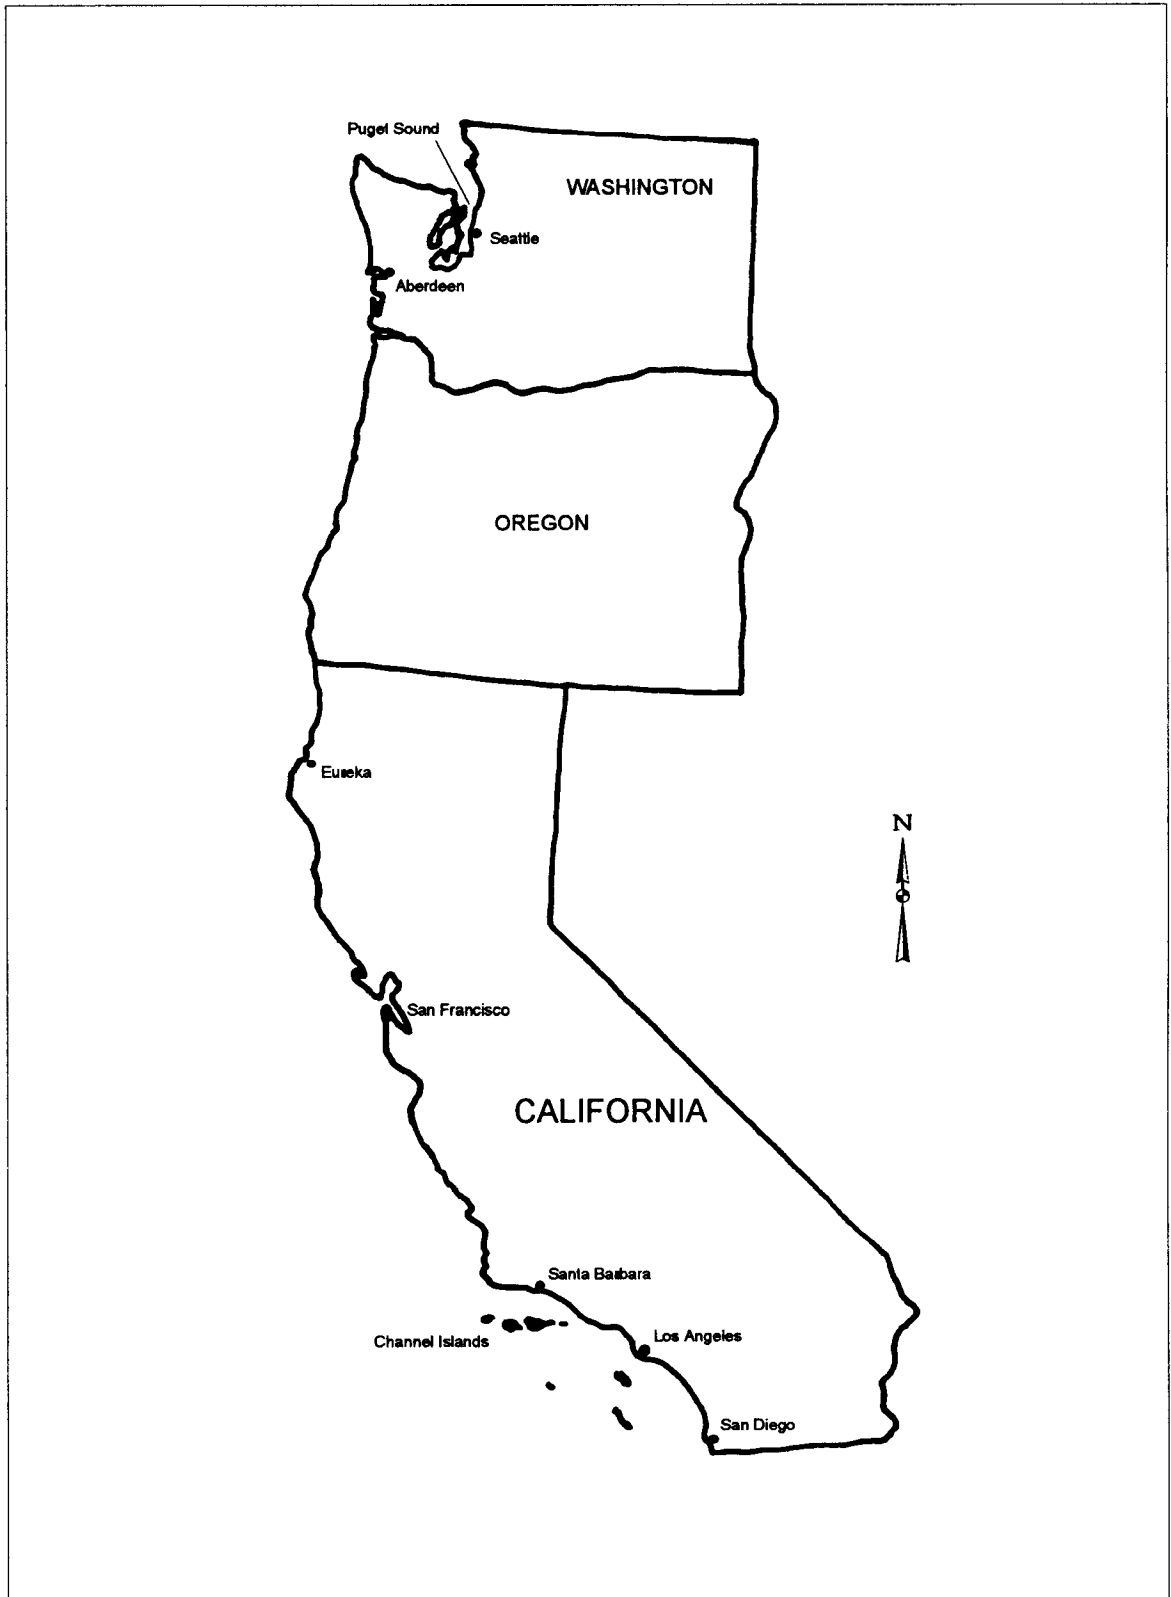 Puget Sound
WASHINGTON
Seattle
Aberdeen
OREGON
Eureka
N
San Francisco
CALIFORNIA
Santa Barbara
Channel Islands
Los Angeles
San Diego